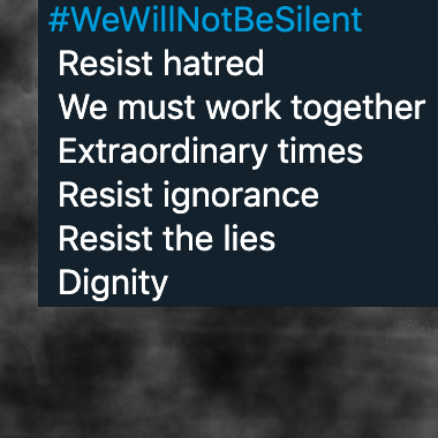 #WeWillNotBeSilent
Resist hatred
We must work together
Extraordinary times
Resist ignorance
Resist the lies
Dignity